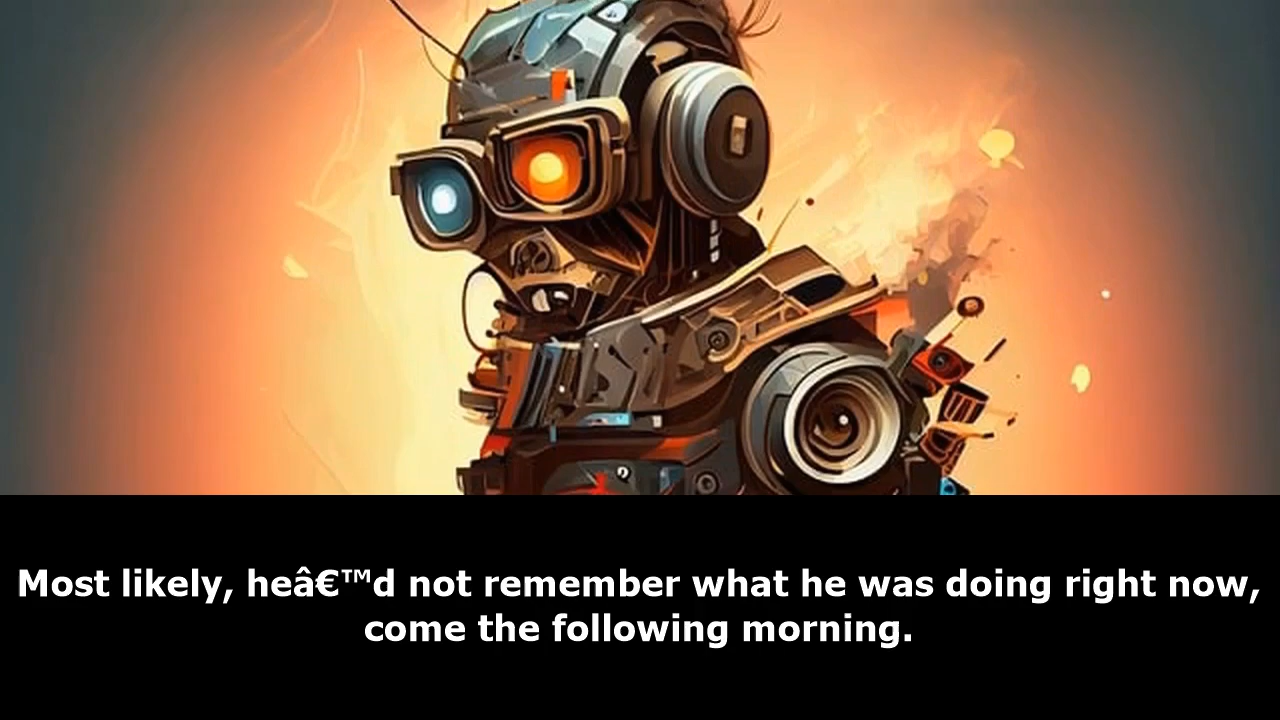 Most likely, heâ€™d not remember what he was doing right now,
come the following morning.